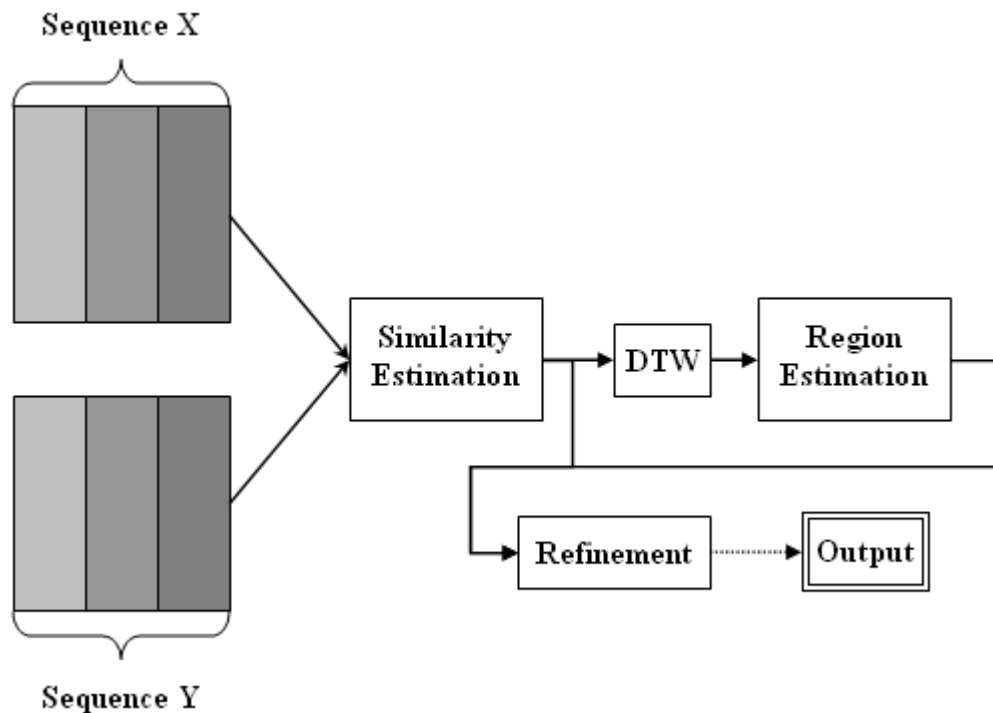 Sequence X
Similarity
Estimation
DTW
Region
Estimation
Refinement
Output
Sequence Y